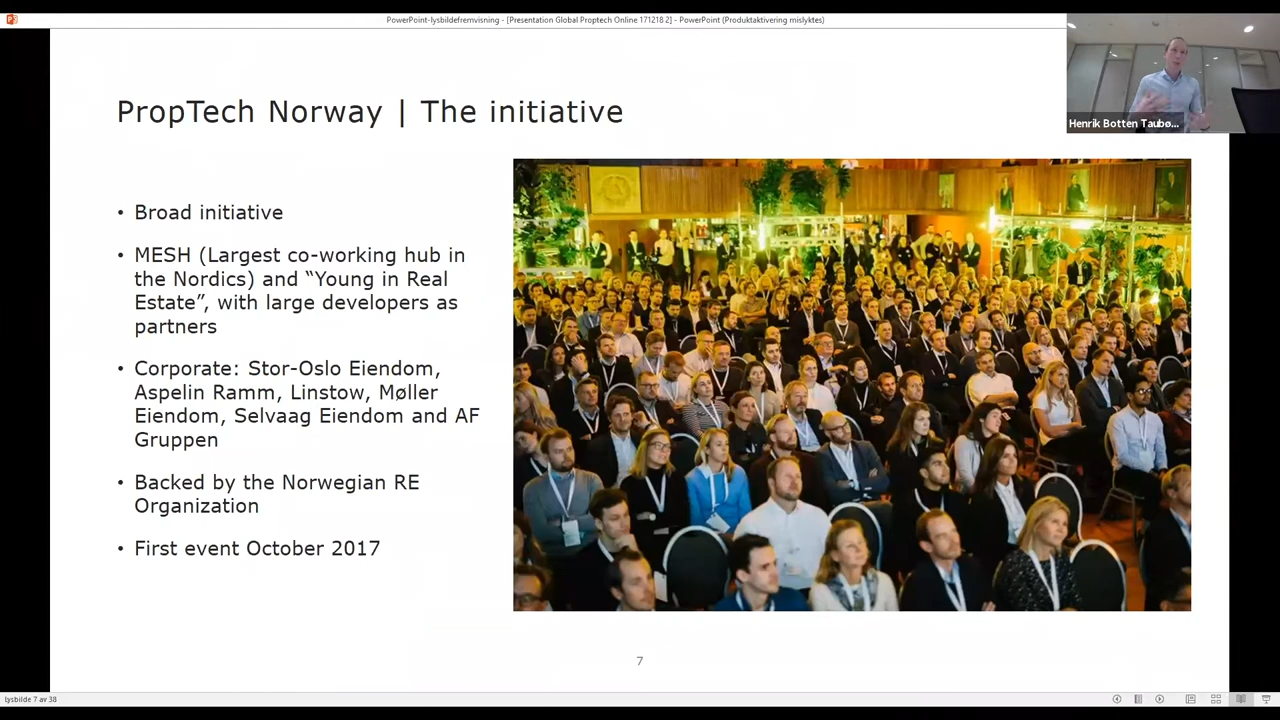 PowerPoint-lysbildefremvisning - [Presentation Global Proptech Online 171218 2] - PowerPoint (Produktaktivering mislyktes)
Henrik Botten Taubø...
PropTech Norway | The initiative
• Broad initiative
• MESH (Largest co-working hub in
the Nordics) and “Young in Real
Estate”, with large developers as
partners
• Corporate: Stor-Oslo Eiendom,
Aspelin Ramm, Linstow, Møller
Eiendom, Selvaag Eiendom and AF
Gruppen
• Backed by the Norwegian RE
Organization
• First event October 2017
7
Lysbilde 7 av 38